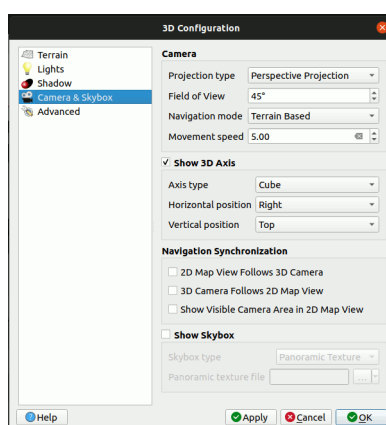 3D Configuration
Terrain
Lights
Shadow
Camera & Skybox
Advanced
Camera
Projection type Perspective Projection
Field of View 45°
Navigation mode Terrain Based
Movement speed 5.00
Show 3D Axis
Axis type Cube
Horizontal position Right
Vertical position Top
Navigation Synchronization
2D Map View Follows 3D Camera
3D Camera Follows 2D Map View
Show Visible Camera Area in 2D Map View
Show Skybox
Skybox type Panoramic Texture
Panoramic texture file ...
Help Apply Cancel OK